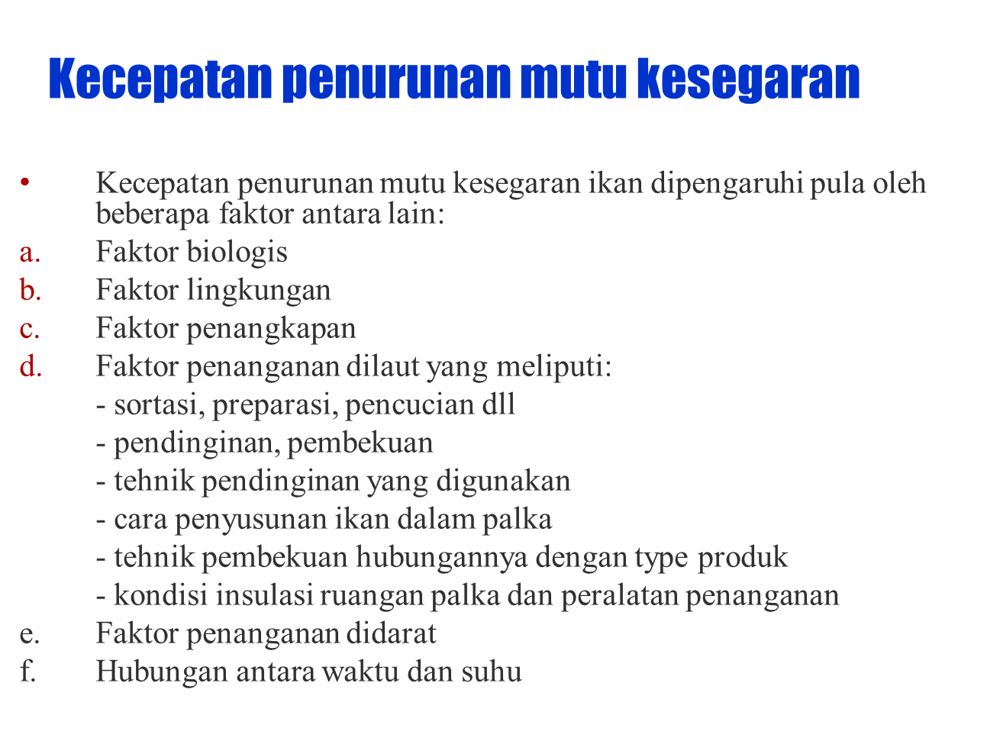 Kecepatan penurunan mutu kesegaran
• Kecepatan penurunan mutu kesegaran ikan dipengaruhi pula oleh
beberapa faktor antara lain:
a. Faktor biologis
b. Faktor lingkungan
c. Faktor penangkapan
d. Faktor penanganan dilaut yang meliputi:
- sortasi, preparasi, pencucian dll
- pendinginan, pembekuan
- tehnik pendinginan yang digunakan
- cara penyusunan ikan dalam palka
- tehnik pembekuan hubungannya dengan type produk
- kondisi insulasi ruangan palka dan peralatan penanganan
e. Faktor penanganan didarat
f. Hubungan antara waktu dan suhu